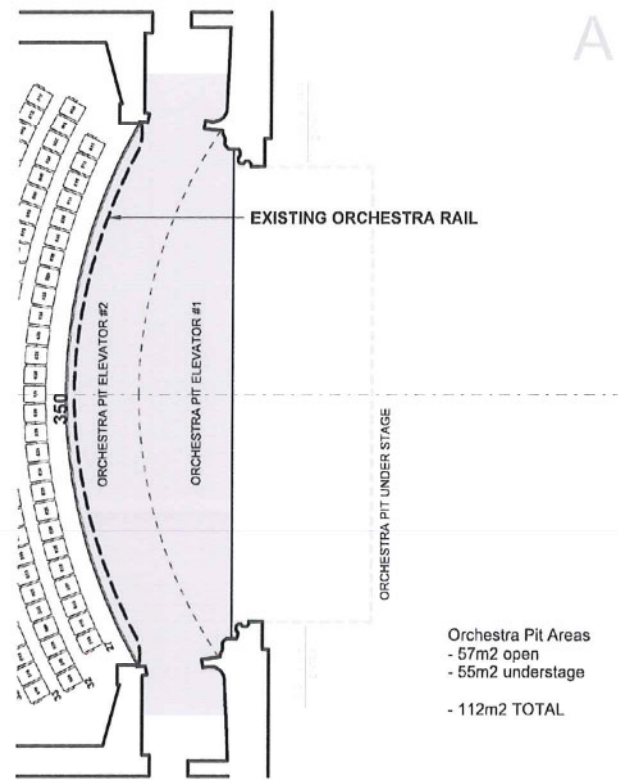 A
EXISTING ORCHESTRA RAIL
ORCHESTRA PIT ELEVATOR #2
ORCHESTRA PIT ELEVATOR #1
350
ORCHESTRA PIT UNDER STAGE
Orchestra Pit Areas
- 57m2 open
- 55m2 understage
- 112m2 TOTAL